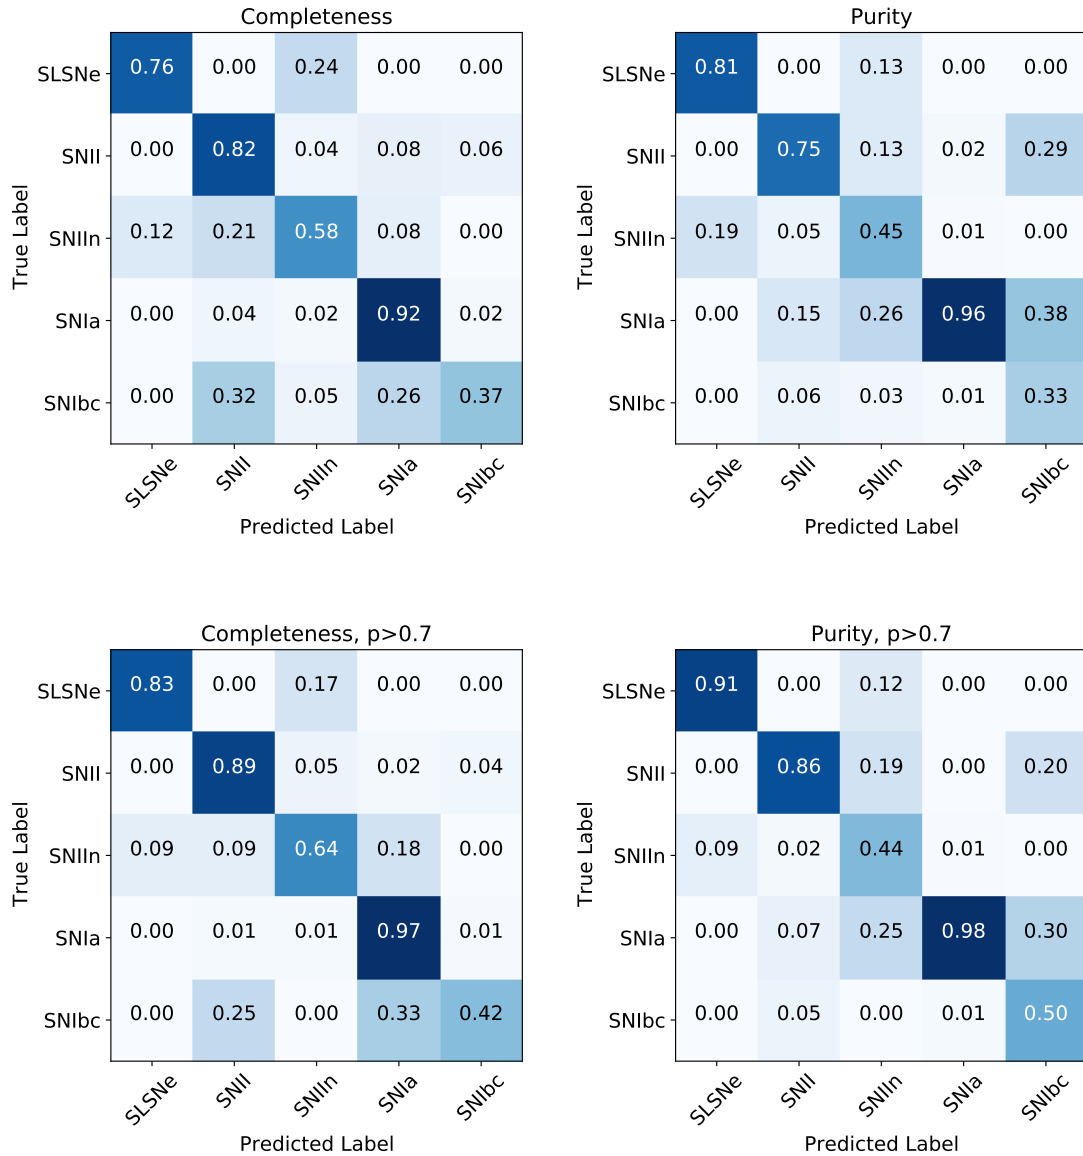 Completeness
SLSNe 0.76 0.00 0.24 0.00 0.00
SNII 0.00 0.82 0.04 0.08 0.06
SNIIn 0.12 0.21 0.58 0.08 0.00
SNIa 0.00 0.04 0.02 0.92 0.02
SNIbc 0.00 0.32 0.05 0.26 0.37
True Label
SLSNe SNII SNIIn SNIa SNIbc
Predicted Label
Purity
SLSNe 0.81 0.00 0.13 0.00 0.00
SNII 0.00 0.75 0.13 0.02 0.29
SNIIn 0.19 0.05 0.45 0.01 0.00
SNIa 0.00 0.15 0.26 0.96 0.38
SNIbc 0.00 0.06 0.03 0.01 0.33
True Label
SLSNe SNII SNIIn SNIa SNIbc
Predicted Label
Completeness, p>0.7
SLSNe 0.83 0.00 0.17 0.00 0.00
SNII 0.00 0.89 0.05 0.02 0.04
SNIIn 0.09 0.09 0.64 0.18 0.00
SNIa 0.00 0.01 0.01 0.97 0.01
SNIbc 0.00 0.25 0.00 0.33 0.42
True Label
SLSNe SNII SNIIn SNIa SNIbc
Predicted Label
Purity, p>0.7
SLSNe 0.91 0.00 0.12 0.00 0.00
SNII 0.00 0.86 0.19 0.00 0.20
SNIIn 0.09 0.02 0.44 0.01 0.00
SNIa 0.00 0.07 0.25 0.98 0.30
SNIbc 0.00 0.05 0.00 0.01 0.50
True Label
SLSNe SNII SNIIn SNIa SNIbc
Predicted Label